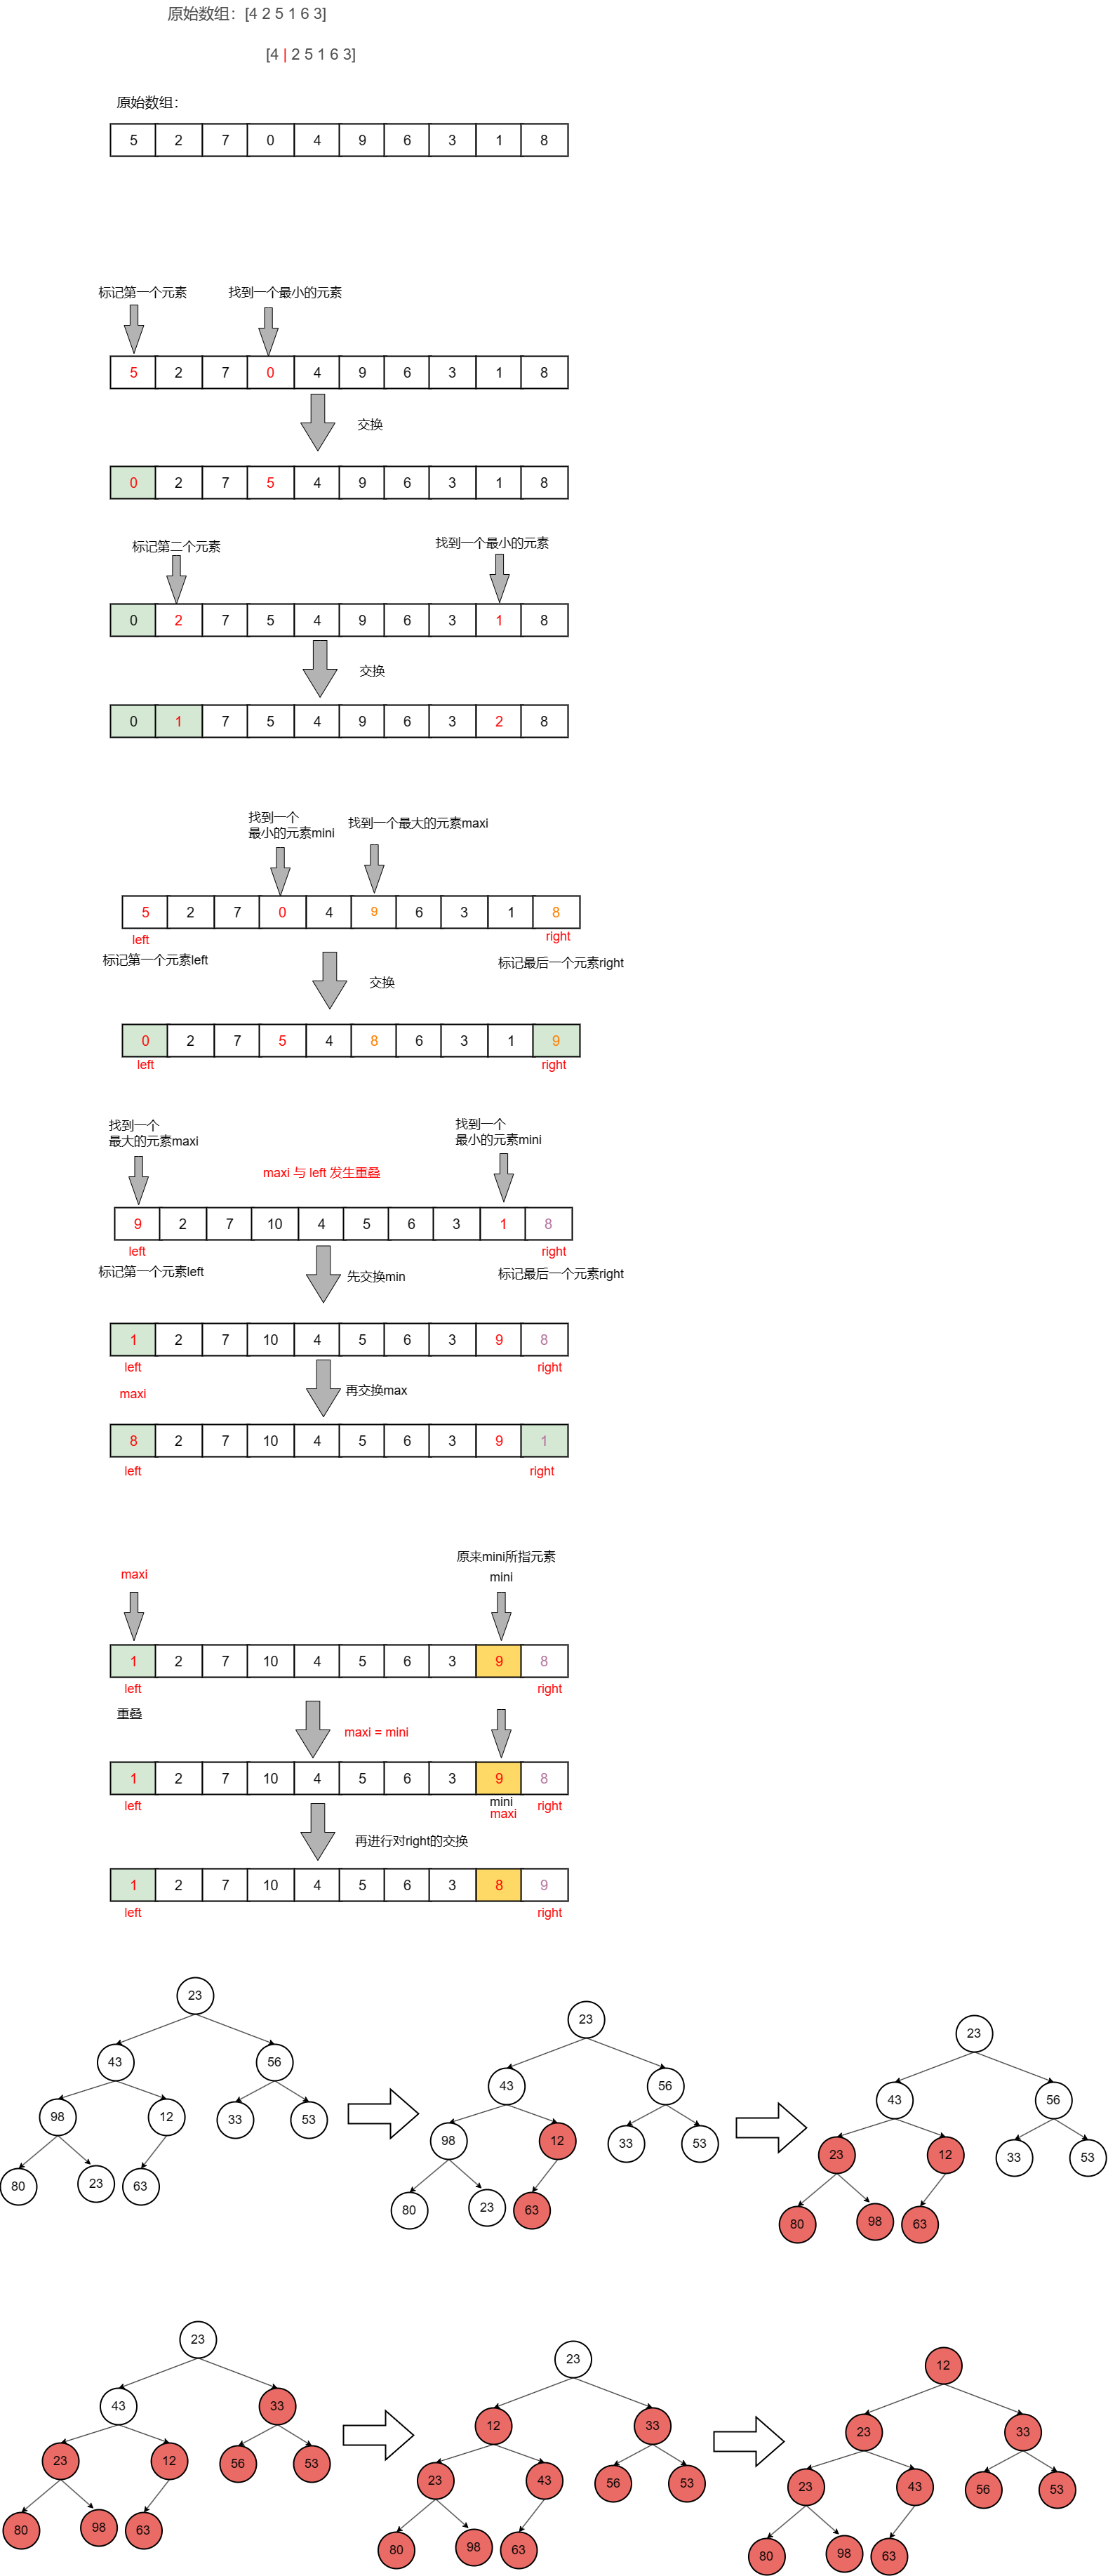 原始数组：[4 2 5 1 6 3]
[4 | 2 5 1 6 3]
原始数组：
5 2 7 0 4 9 6 3 1 8
标记第一个元素 找到一个最小的元素
5 2 7 0 4 9 6 3 1 8
交换
0 2 7 5 4 9 6 3 1 8
标记第二个元素 找到一个最小的元素
0 2 7 5 4 9 6 3 1 8
交换
0 1 7 5 4 9 6 3 2 8
找到一个
最小的元素mini
找到一个最大的元素maxi
5 2 7 0 4 9 6 3 1 8
left right
标记第一个元素left 标记最后一个元素right
交换
0 2 7 5 4 8 6 3 1 9
left right
找到一个
最大的元素maxi
找到一个
最小的元素mini
maxi 与 left 发生重叠
9 2 7 10 4 5 6 3 1 8
left right
标记第一个元素left 标记最后一个元素right
先交换min
1 2 7 10 4 5 6 3 9 8
left right
maxi
再交换max
8 2 7 10 4 5 6 3 9 1
left right
原来mini所指元素
maxi mini
1 2 7 10 4 5 6 3 9 8
left right
重叠
maxi = mini
1 2 7 10 4 5 6 3 9 8
left mini right
maxi
再进行对right的交换
1 2 7 10 4 5 6 3 8 9
left right
23
43 56
98 12 33 53
80 23 63
23
43 56
98 12 33 53
80 23 63
23
43 56
23 12 33 53
80 98 63
23
43 33
23 12 56 53
80 98 63
23
12 33
23 43 56 53
80 98 63
12
23 33
23 43 56 53
80 98 63